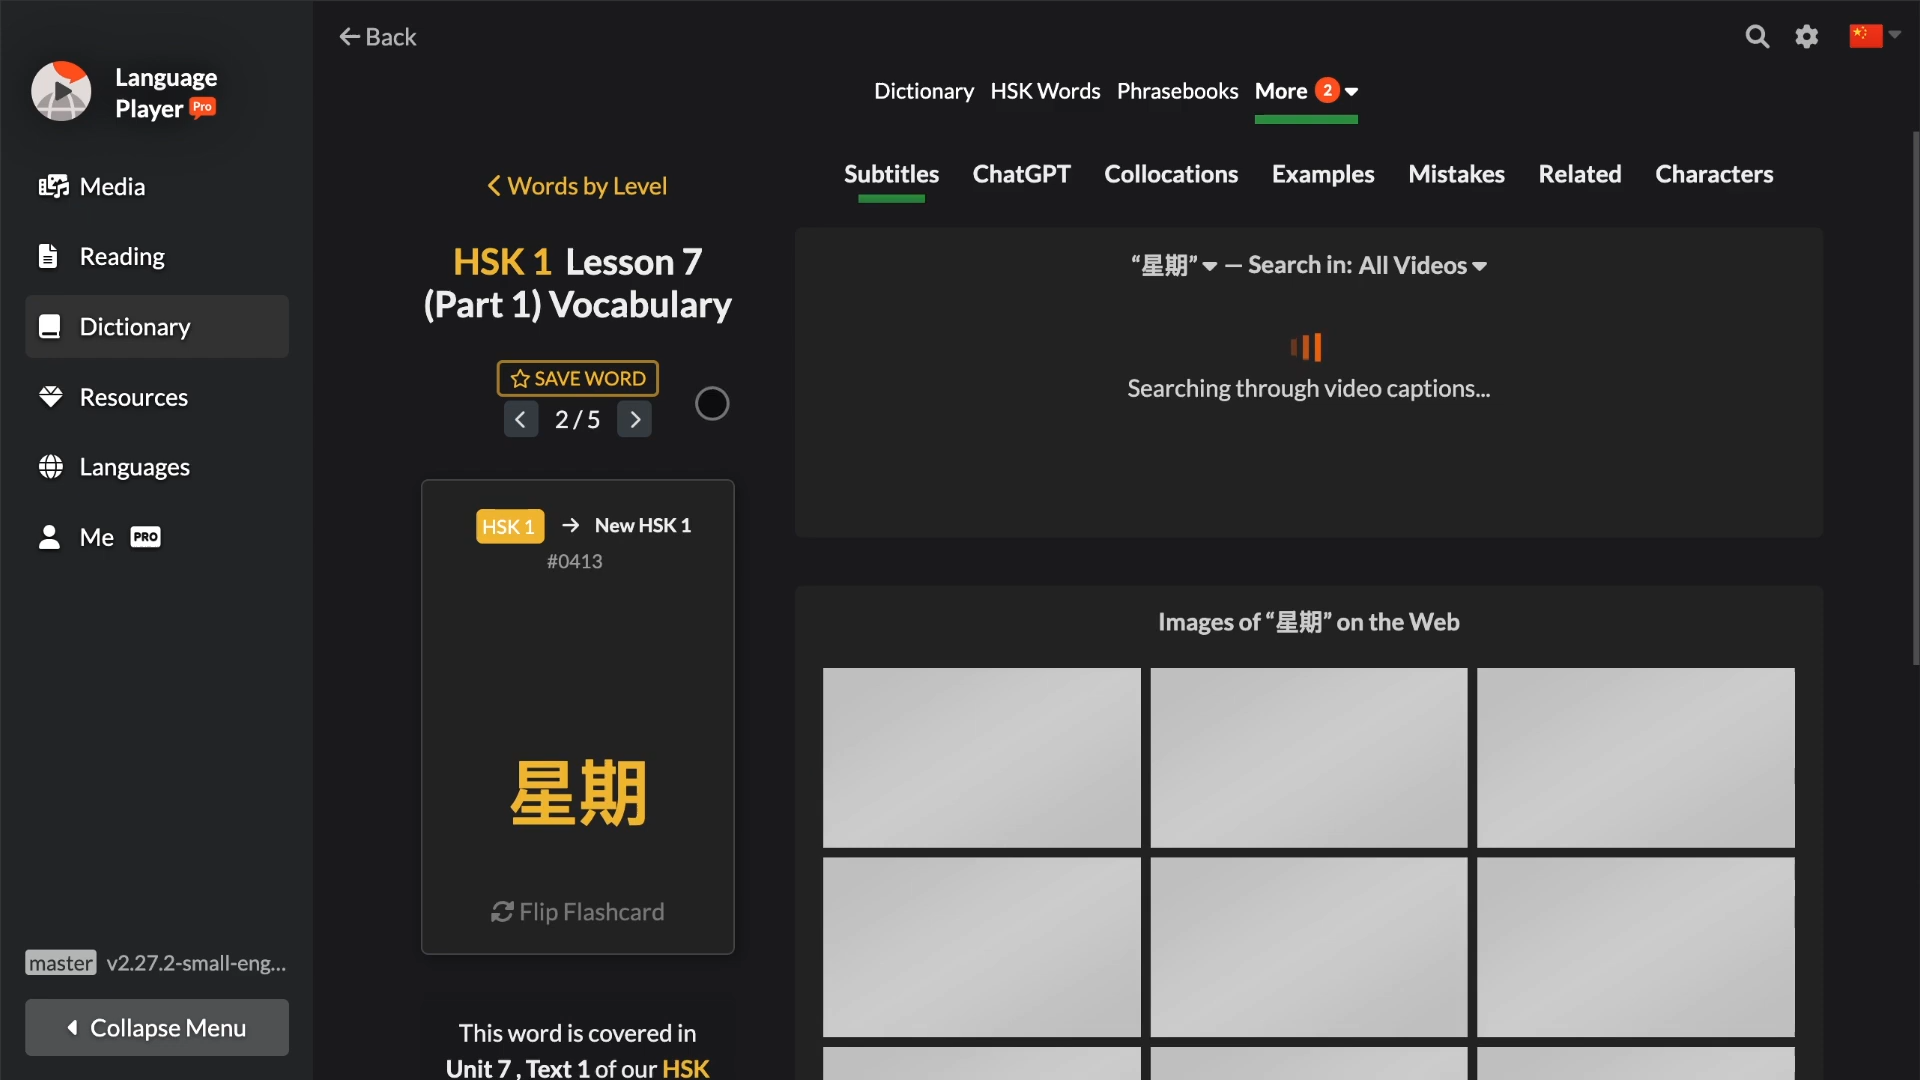 Back
Language
Player Pro
Media
Reading
Dictionary
Resources
Languages
Me PRO
master v2.27.2-small-eng...
Collapse Menu
Dictionary HSK Words Phrasebooks More 2
Words by Level
HSK 1 Lesson 7
(Part 1) Vocabulary
SAVE WORD
2 / 5
HSK 1 → New HSK 1
#0413
星期
Flip Flashcard
This word is covered in
Unit 7 , Text 1 of our HSK
Subtitles ChatGPT Collocations Examples Mistakes Related Characters
“星期” — Search in: All Videos
Searching through video captions...
Images of “星期” on the Web